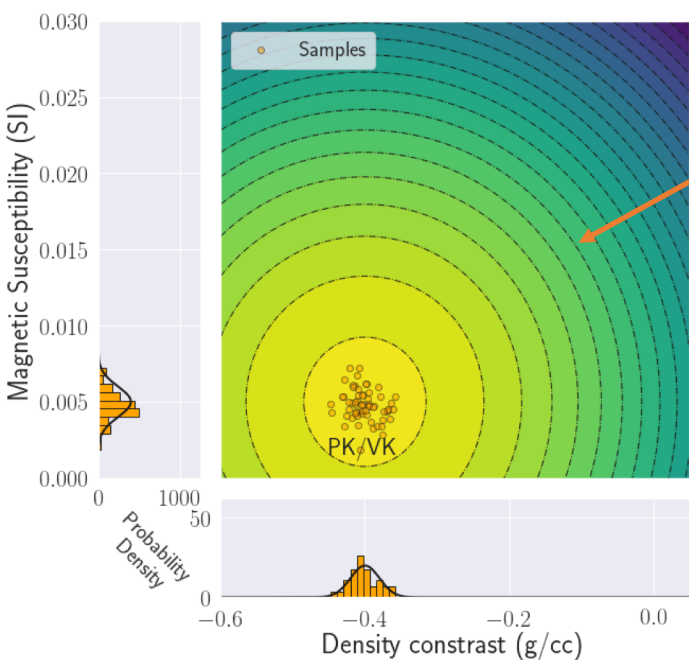 0.030
0.025
0.020
0.015
0.010
0.005
0.000
Magnetic Susceptibility (SI)
0 1000
Probability
Density
Samples
PK/VK
50
0
−0.6 −0.4 −0.2 0.0
Density constrast (g/cc)